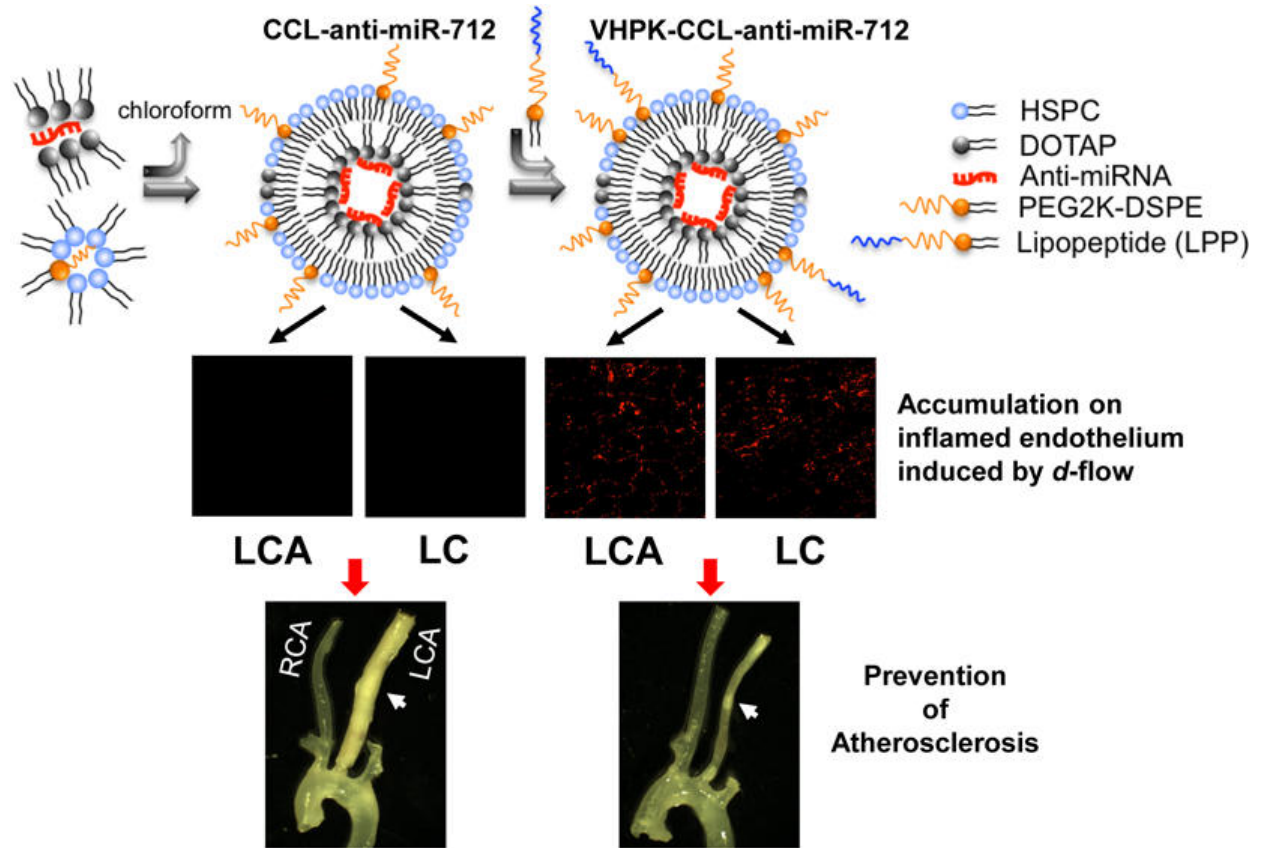 CCL-anti-miR-712
VHPK-CCL-anti-miR-712
chloroform
HSPC
DOTAP
Anti-miRNA
PEG2K-DSPE
Lipopeptide (LPP)
Accumulation on
inflamed endothelium
induced by d-flow
LCA
LC
LCA
LC
RCA
LCA
Prevention
of
Atherosclerosis